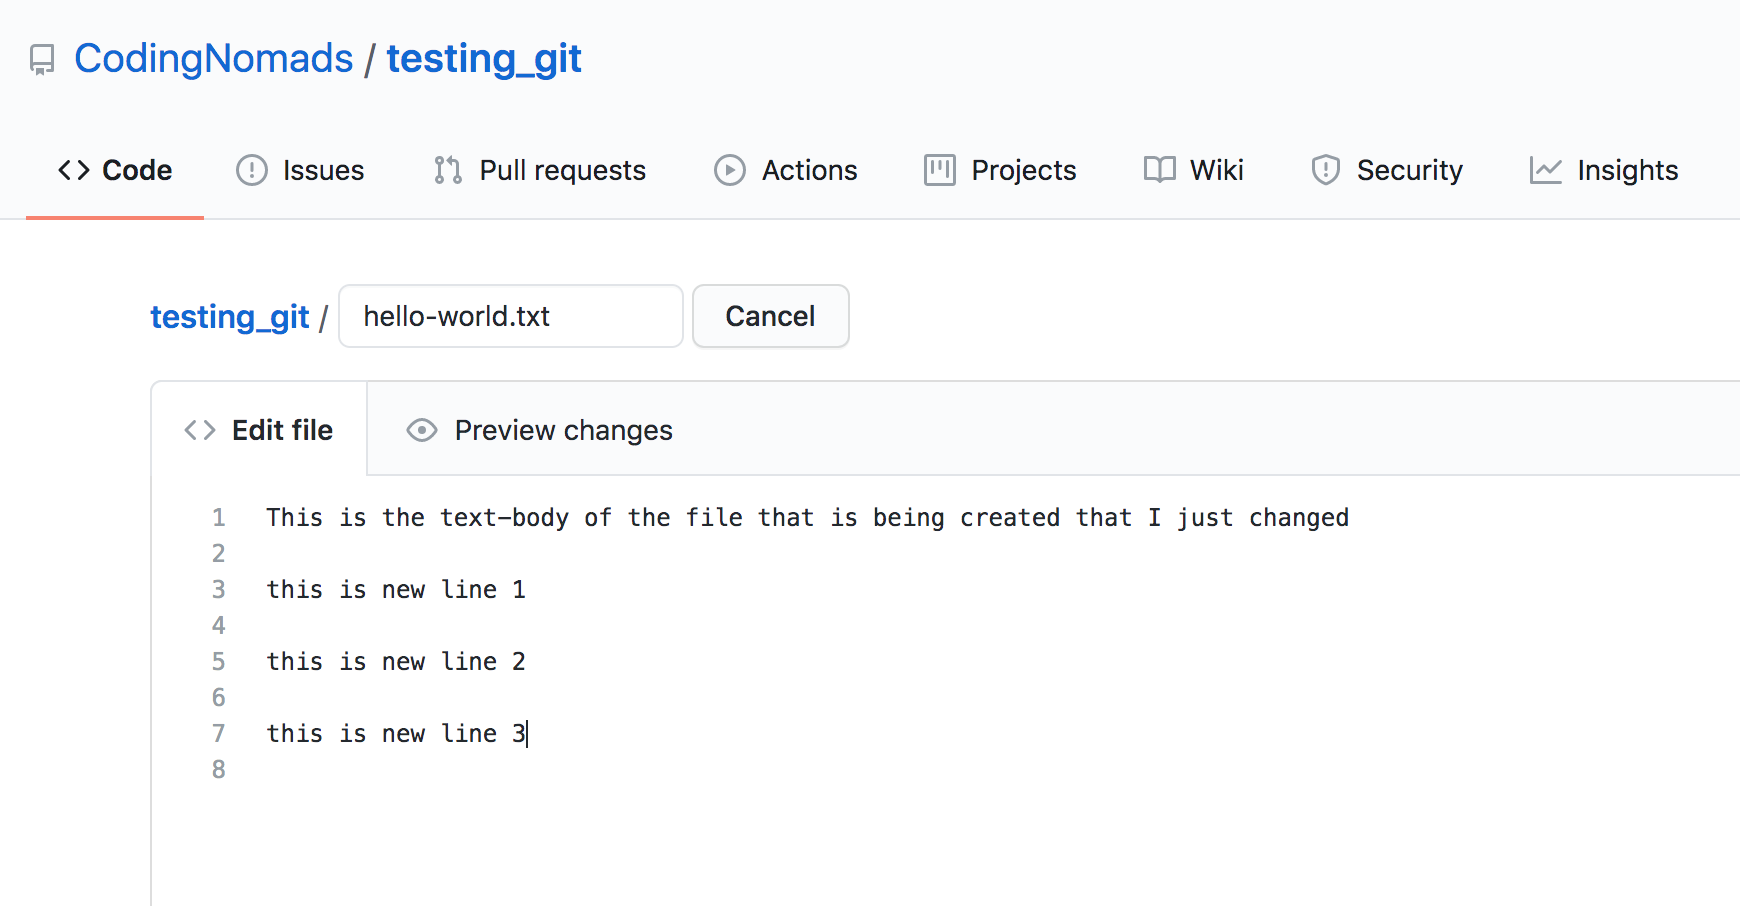 CodingNomads / testing_git
Code Issues Pull requests Actions Projects Wiki Security Insights
testing_git / hello-world.txt Cancel
Edit file Preview changes
1 This is the text-body of the file that is being created that I just changed
2
3 this is new line 1
4
5 this is new line 2
6
7 this is new line 3
8